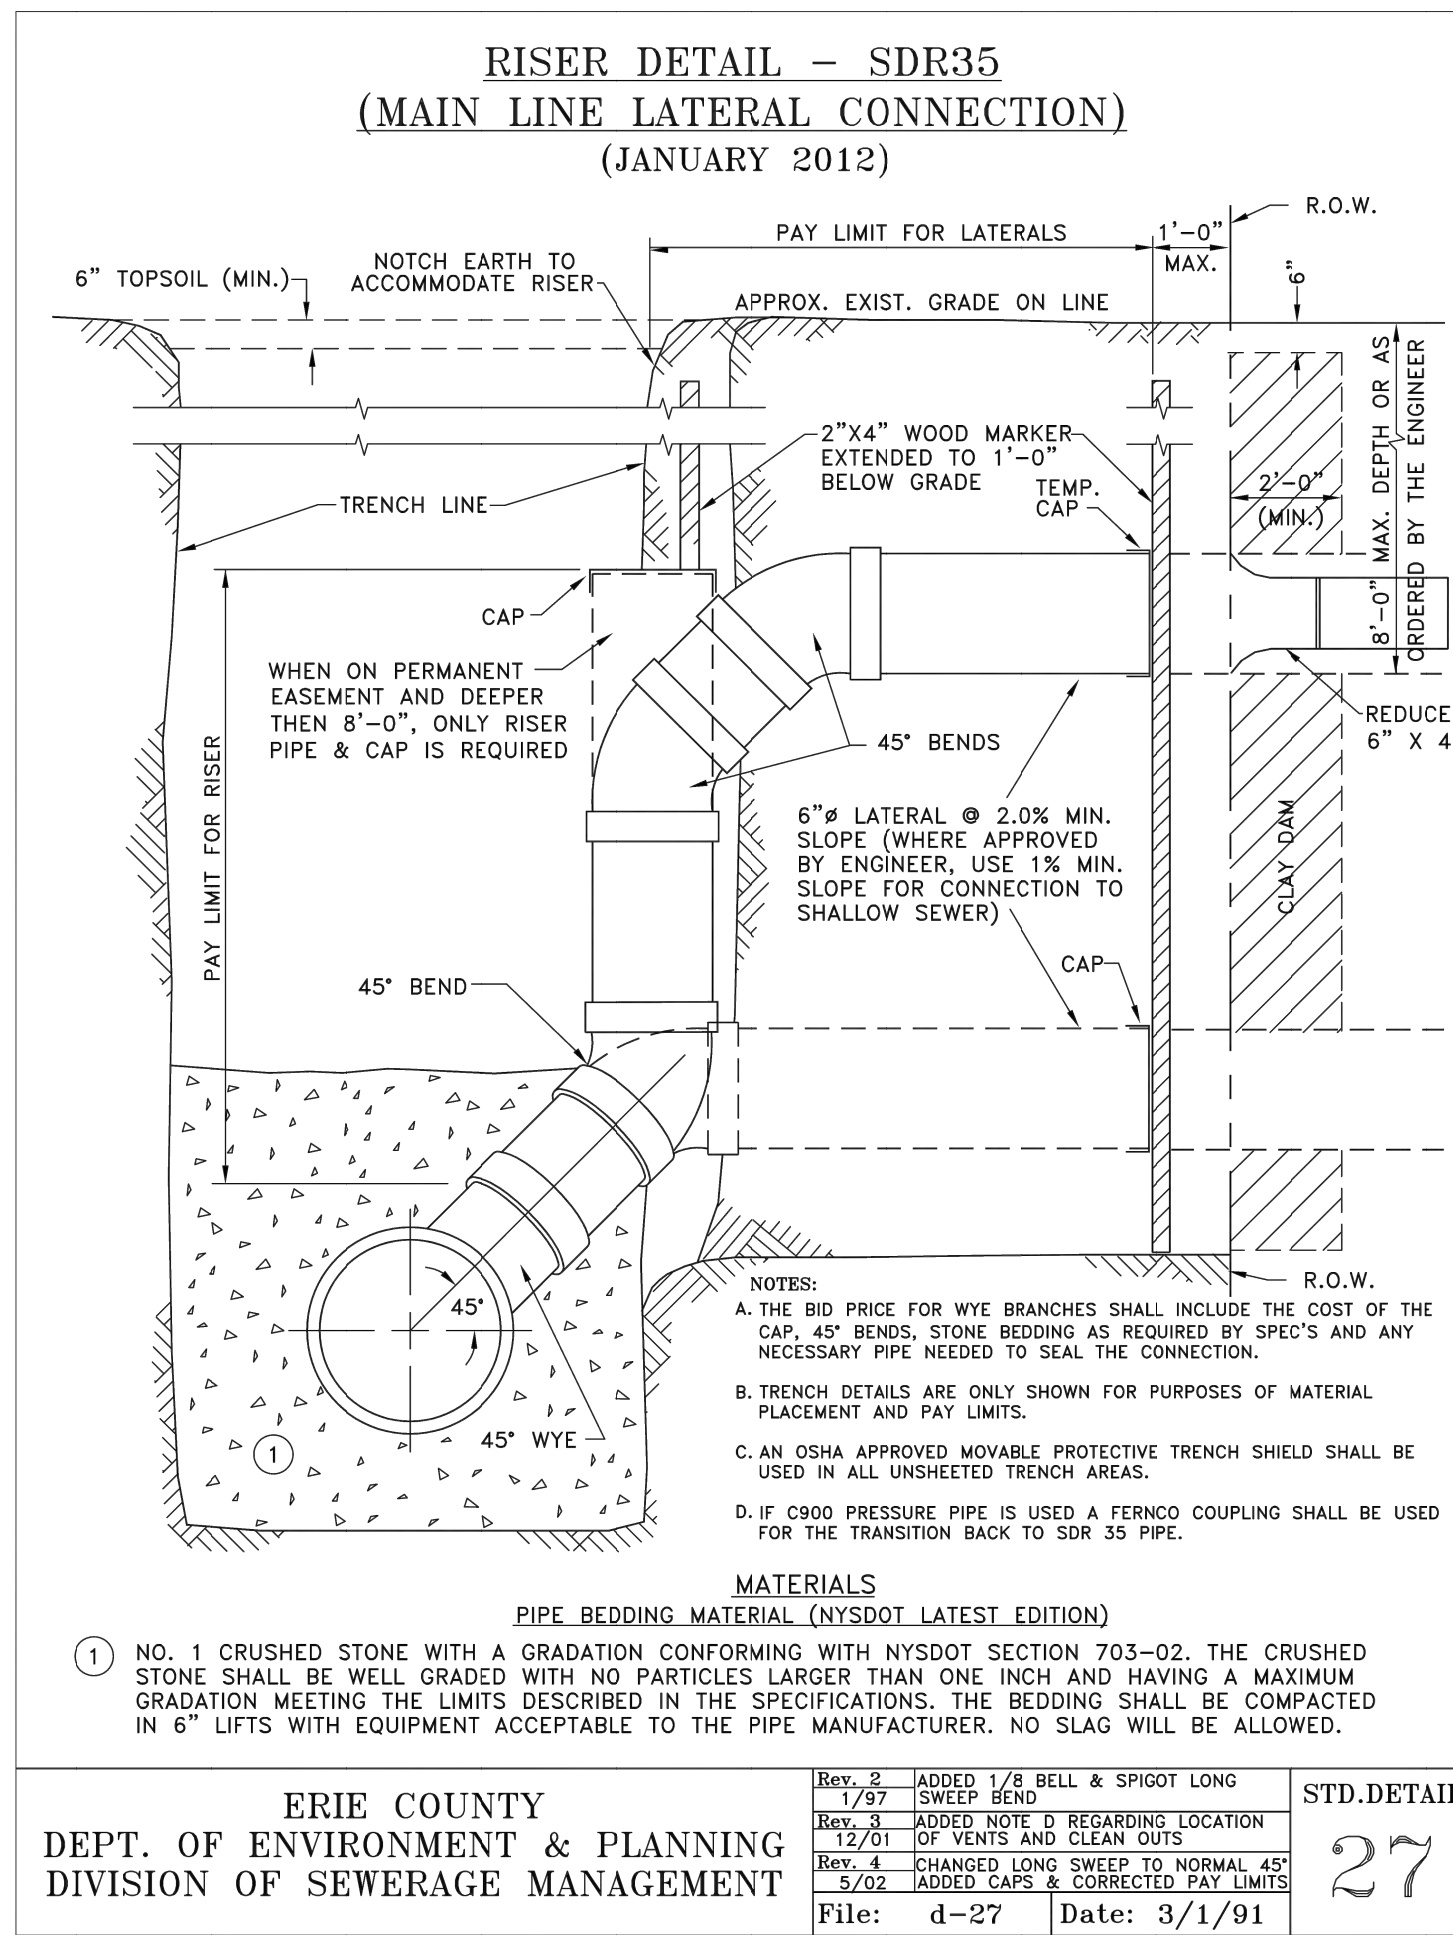 RISER DETAIL – SDR35
(MAIN LINE LATERAL CONNECTION)
(JANUARY 2012)
R.O.W.
PAY LIMIT FOR LATERALS
1'–0"
MAX.
6" TOPSOIL (MIN.)
NOTCH EARTH TO
ACCOMMODATE RISER
6"
APPROX. EXIST. GRADE ON LINE
8'–0" MAX. DEPTH OR AS
ORDERED BY THE ENGINEER
2"X4" WOOD MARKER
EXTENDED TO 1'–0"
BELOW GRADE
TEMP.
CAP
2'–0"
(MIN.)
TRENCH LINE
CAP
WHEN ON PERMANENT
EASEMENT AND DEEPER
THEN 8'–0", ONLY RISER
PIPE & CAP IS REQUIRED
REDUCE
6" X 4
45° BENDS
PAY LIMIT FOR RISER
6"ø LATERAL @ 2.0% MIN.
SLOPE (WHERE APPROVED
BY ENGINEER, USE 1% MIN.
SLOPE FOR CONNECTION TO
SHALLOW SEWER)
CLAY DAM
CAP
45° BEND
R.O.W.
45°
45° WYE
1
NOTES:
A. THE BID PRICE FOR WYE BRANCHES SHALL INCLUDE THE COST OF THE
CAP, 45° BENDS, STONE BEDDING AS REQUIRED BY SPEC'S AND ANY
NECESSARY PIPE NEEDED TO SEAL THE CONNECTION.
B. TRENCH DETAILS ARE ONLY SHOWN FOR PURPOSES OF MATERIAL
PLACEMENT AND PAY LIMITS.
C. AN OSHA APPROVED MOVABLE PROTECTIVE TRENCH SHIELD SHALL BE
USED IN ALL UNSHEETED TRENCH AREAS.
D. IF C900 PRESSURE PIPE IS USED A FERNCO COUPLING SHALL BE USED
FOR THE TRANSITION BACK TO SDR 35 PIPE.
MATERIALS
PIPE BEDDING MATERIAL (NYSDOT LATEST EDITION)
1 NO. 1 CRUSHED STONE WITH A GRADATION CONFORMING WITH NYSDOT SECTION 703–02. THE CRUSHED
STONE SHALL BE WELL GRADED WITH NO PARTICLES LARGER THAN ONE INCH AND HAVING A MAXIMUM
GRADATION MEETING THE LIMITS DESCRIBED IN THE SPECIFICATIONS. THE BEDDING SHALL BE COMPACTED
IN 6" LIFTS WITH EQUIPMENT ACCEPTABLE TO THE PIPE MANUFACTURER. NO SLAG WILL BE ALLOWED.
ERIE COUNTY
DEPT. OF ENVIRONMENT & PLANNING
DIVISION OF SEWERAGE MANAGEMENT
Rev. 2 ADDED 1/8 BELL & SPIGOT LONG
1/97 SWEEP BEND
Rev. 3 ADDED NOTE D REGARDING LOCATION
12/01 OF VENTS AND CLEAN OUTS
Rev. 4 CHANGED LONG SWEEP TO NORMAL 45°
5/02 ADDED CAPS & CORRECTED PAY LIMITS
File: d–27 Date: 3/1/91
STD.DETAIL
27